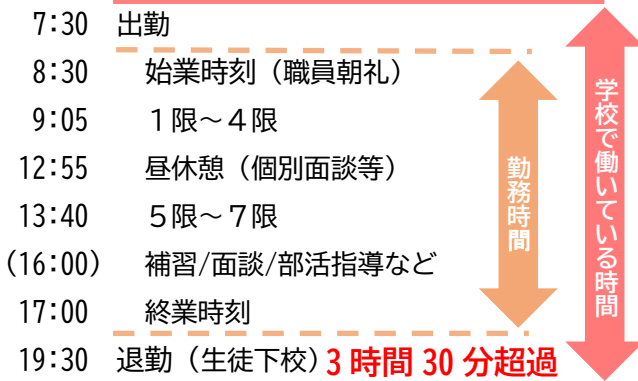 7:30 出勤
8:30 始業時刻（職員朝礼）
9:05 １限～４限
12:55 昼休憩（個別面談等）
13:40 ５限～７限
(16:00) 補習/面談/部活指導など
17:00 終業時刻
19:30 退勤（生徒下校）3 時間 30 分超過
勤務時間
学校で働いている時間